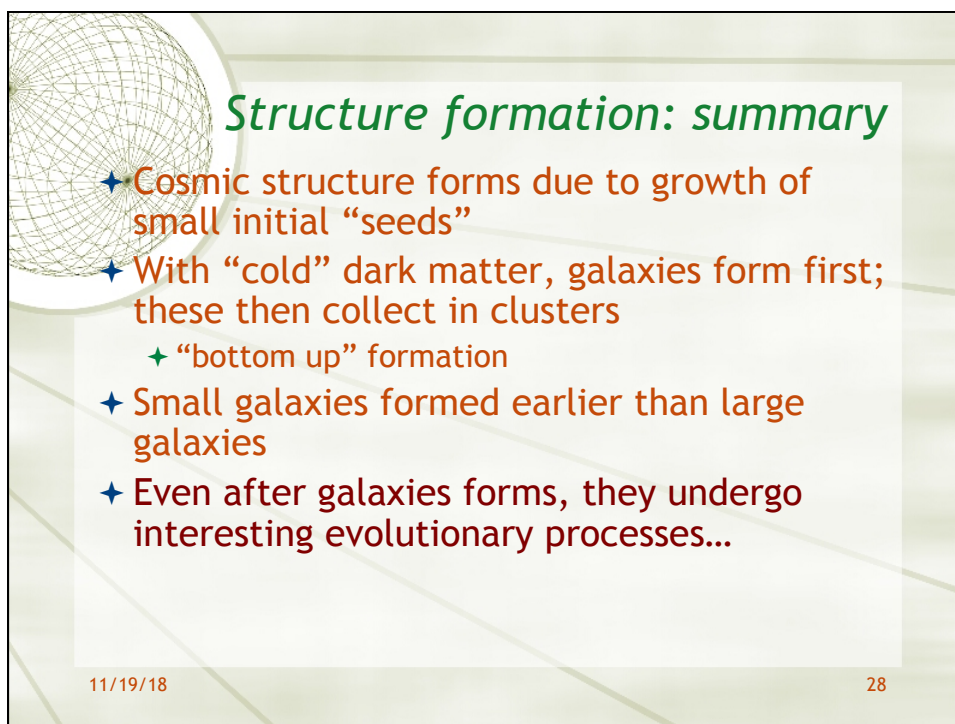 Structure formation: summary
Cosmic structure forms due to growth of
small initial “seeds”
With “cold” dark matter, galaxies form first;
these then collect in clusters
“bottom up” formation
Small galaxies formed earlier than large
galaxies
Even after galaxies forms, they undergo
interesting evolutionary processes…
11/19/18
28